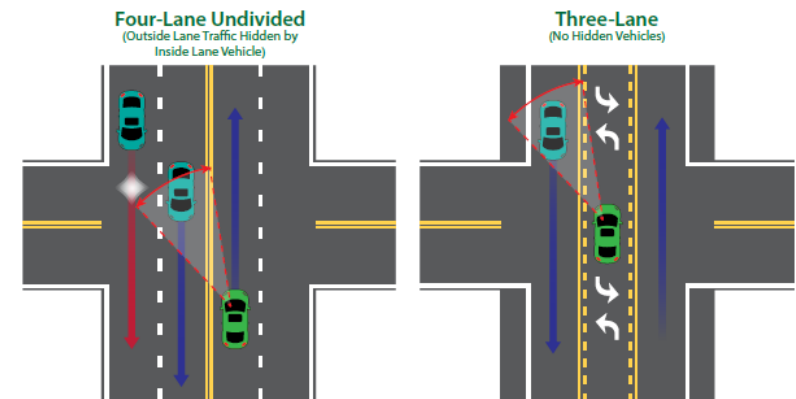 Four-Lane Undivided
(Outside Lane Traffic Hidden by
Inside Lane Vehicle)
Three-Lane
(No Hidden Vehicles)